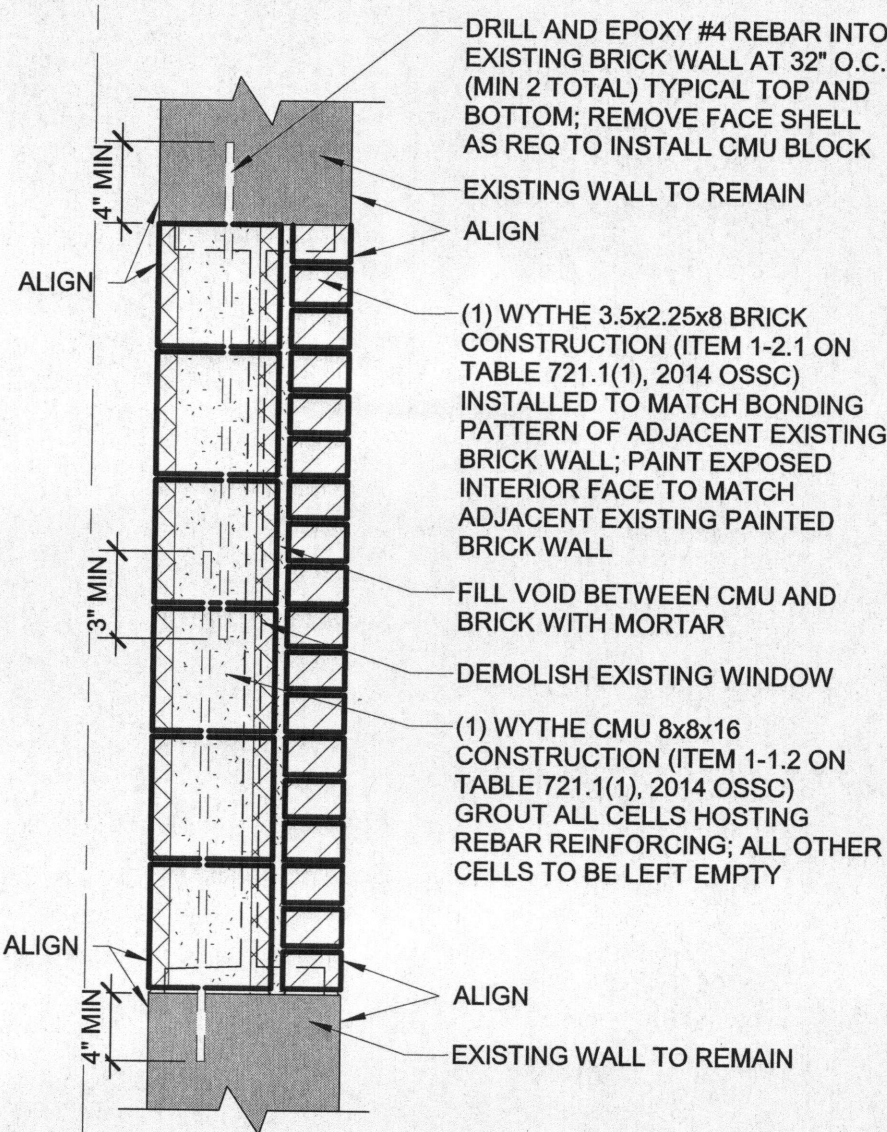 DRILL AND EPOXY #4 REBAR INTO
EXISTING BRICK WALL AT 32" O.C.
(MIN 2 TOTAL) TYPICAL TOP AND
BOTTOM; REMOVE FACE SHELL
AS REQ TO INSTALL CMU BLOCK
4" MIN
EXISTING WALL TO REMAIN
ALIGN
ALIGN
(1) WYTHE 3.5x2.25x8 BRICK
CONSTRUCTION (ITEM 1-2.1 ON
TABLE 721.1(1), 2014 OSSC)
INSTALLED TO MATCH BONDING
PATTERN OF ADJACENT EXISTING
BRICK WALL; PAINT EXPOSED
INTERIOR FACE TO MATCH
ADJACENT EXISTING PAINTED
BRICK WALL
3" MIN
FILL VOID BETWEEN CMU AND
BRICK WITH MORTAR
DEMOLISH EXISTING WINDOW
(1) WYTHE CMU 8x8x16
CONSTRUCTION (ITEM 1-1.2 ON
TABLE 721.1(1), 2014 OSSC)
GROUT ALL CELLS HOSTING
REBAR REINFORCING; ALL OTHER
CELLS TO BE LEFT EMPTY
ALIGN
ALIGN
4" MIN
EXISTING WALL TO REMAIN